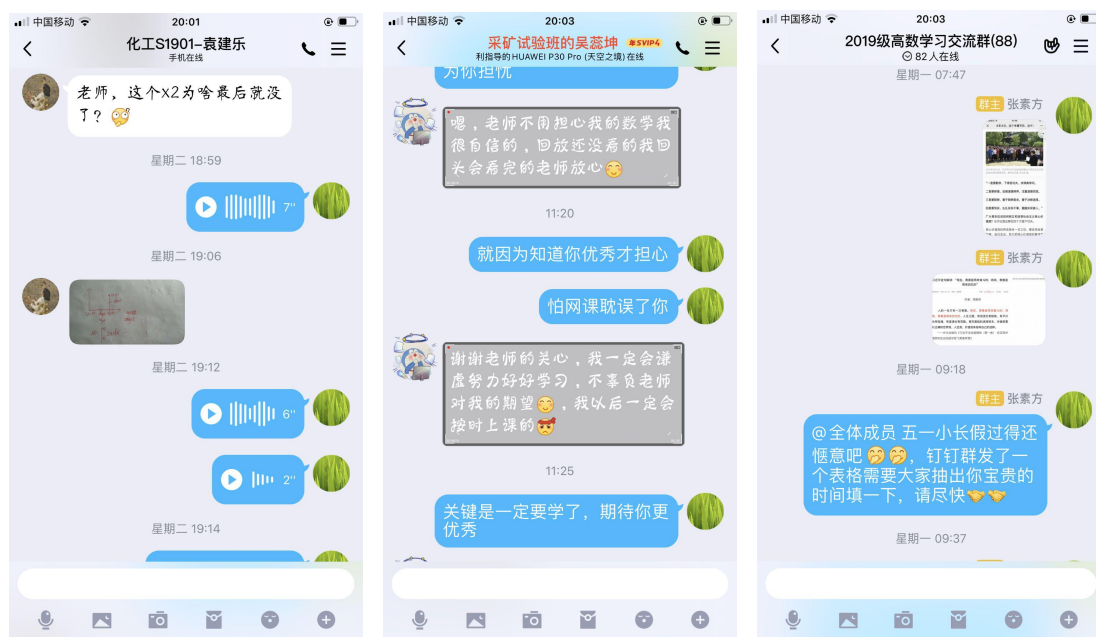 中国移动
20:01
化工S1901-袁建乐
手机在线
老师，这个x2为啥最后就没
了？
星期二 18:59
7"
星期二 19:06
星期二 19:12
6"
2"
星期二 19:14
中国移动
20:03
采矿试验班的吴蕊坤 年SVIP4
利指导的HUAWEI P30 Pro (天空之境) 在线
为你担忧
嗯，老师不用担心我的数学我
很自信的，回放还没看的我回
头会看完的老师放心
11:20
就因为知道你优秀才担心
怕网课耽误了你
谢谢老师的关心，我一定会谦
虚努力好好学习，不辜负老师
对我的期望，我以后一定会
按时上课的
11:25
关键是一定要学了，期待你更
优秀
中国移动
20:03
2019级高数学习交流群(88)
82人在线
星期一 07:47
群主 张素方
群主 张素方
星期一 09:18
群主 张素方
@全体成员 五一小长假过得还
惬意吧，钉钉群发了一
个表格需要大家抽出你宝贵的
时间填一下，请尽快
星期一 09:37